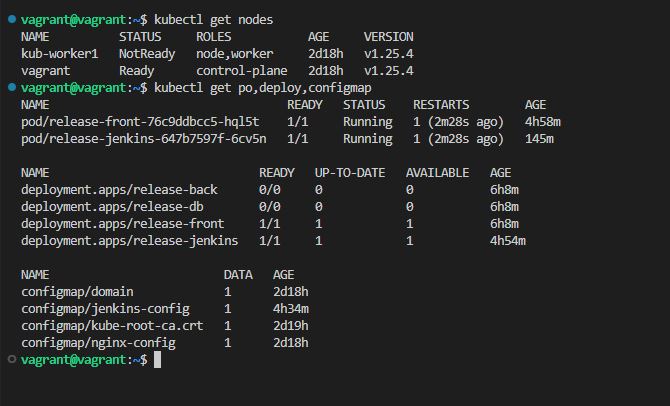 vagrant@vagrant:~$ kubectl get nodes
NAME STATUS ROLES AGE VERSION
kub-worker1 NotReady node,worker 2d18h v1.25.4
vagrant Ready control-plane 2d18h v1.25.4
vagrant@vagrant:~$ kubectl get po,deploy,configmap
NAME READY STATUS RESTARTS AGE
pod/release-front-76c9ddbcc5-hql5t 1/1 Running 1 (2m28s ago) 4h58m
pod/release-jenkins-647b7597f-6cv5n 1/1 Running 1 (2m28s ago) 145m
NAME READY UP-TO-DATE AVAILABLE AGE
deployment.apps/release-back 0/0 0 0 6h8m
deployment.apps/release-db 0/0 0 0 6h8m
deployment.apps/release-front 1/1 1 1 6h8m
deployment.apps/release-jenkins 1/1 1 1 4h54m
NAME DATA AGE
configmap/domain 1 2d18h
configmap/jenkins-config 1 4h34m
configmap/kube-root-ca.crt 1 2d19h
configmap/nginx-config 1 2d18h
vagrant@vagrant:~$